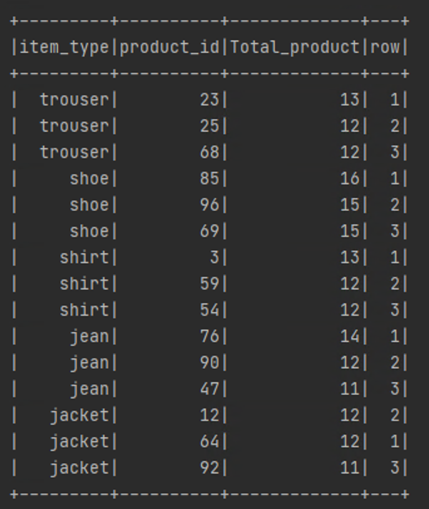 +---------+----------+-------------+---+
|item_type|product_id|Total_product|row|
+---------+----------+-------------+---+
|  trouser|        23|           13|  1|
|  trouser|        25|           12|  2|
|  trouser|        68|           12|  3|
|     shoe|        85|           16|  1|
|     shoe|        96|           15|  2|
|     shoe|        69|           15|  3|
|    shirt|         3|           13|  1|
|    shirt|        59|           12|  2|
|    shirt|        54|           12|  3|
|     jean|        76|           14|  1|
|     jean|        90|           12|  2|
|     jean|        47|           11|  3|
|   jacket|        12|           12|  2|
|   jacket|        64|           12|  1|
|   jacket|        92|           11|  3|
+---------+----------+-------------+---+